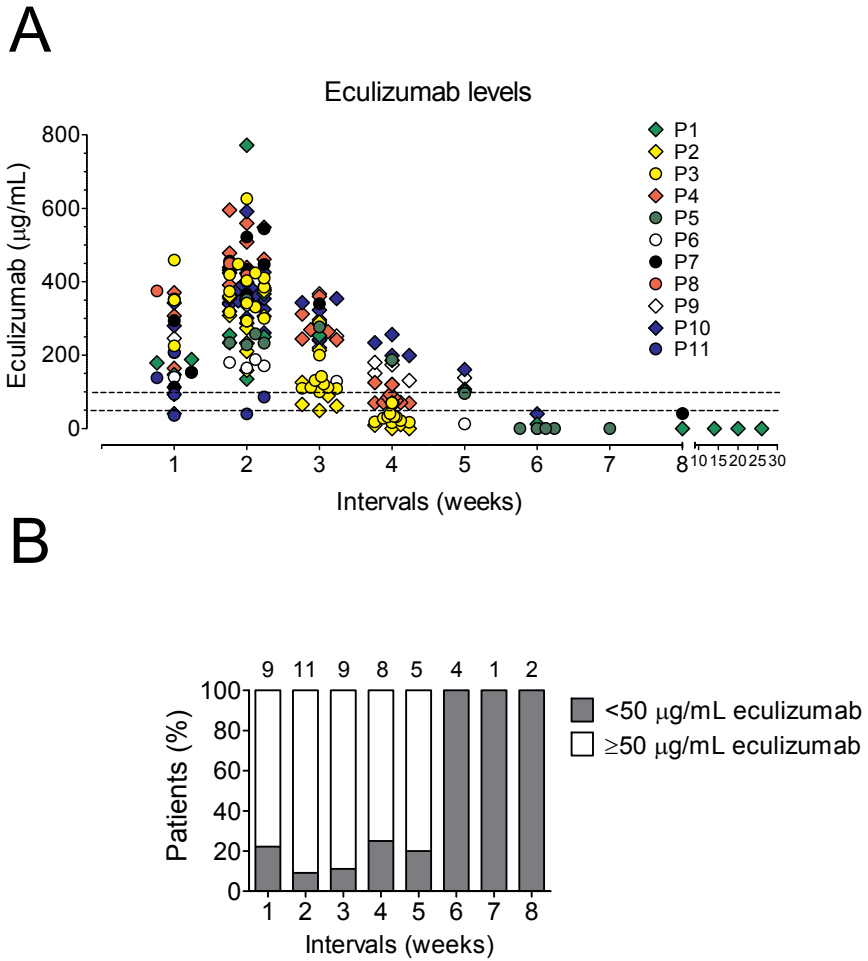 A
Eculizumab levels
Eculizumab (μg/mL)
800
600
400
200
0
1 2 3 4 5 6 7 8 10 15 20 25 30
Intervals (weeks)
P1
P2
P3
P4
P5
P6
P7
P8
P9
P10
P11
B
9 11 9 8 5 4 1 2
Patients (%)
100
80
60
40
20
0
1 2 3 4 5 6 7 8
Intervals (weeks)
<50 μg/mL eculizumab
≥50 μg/mL eculizumab